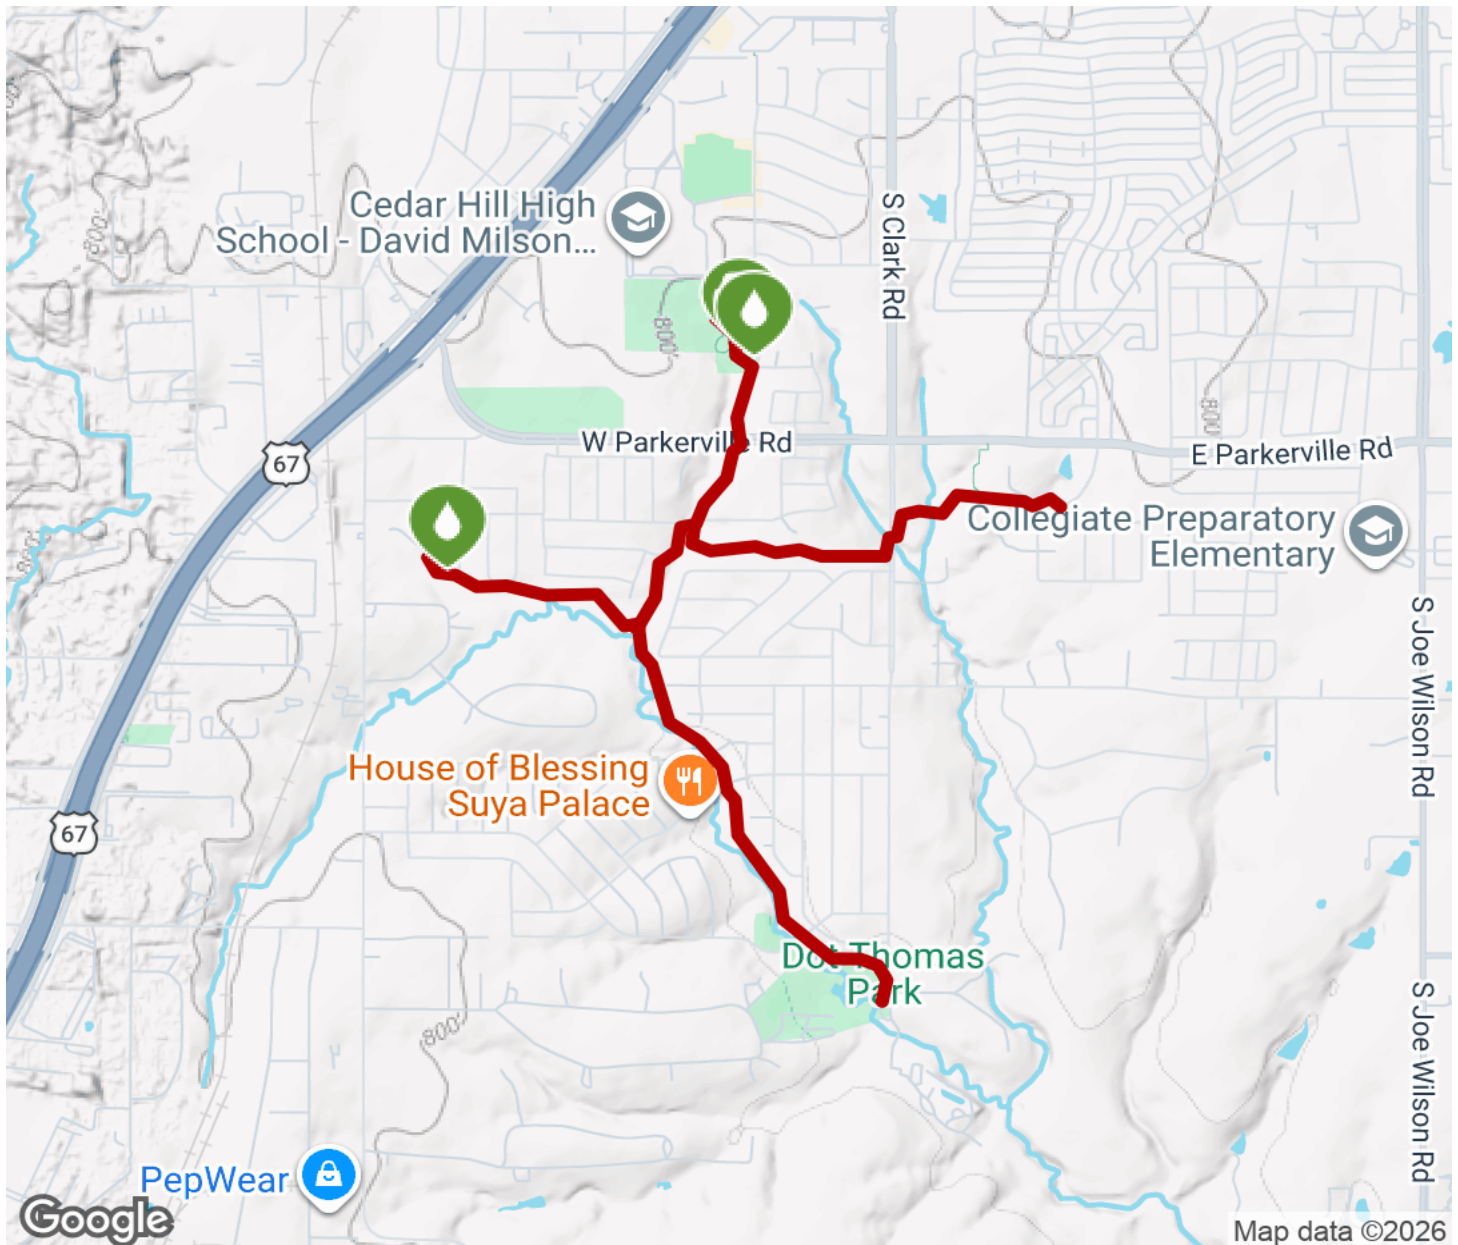 Cedar Hill High
School - David Milson...
S Clark Rd
800'
800'
W Parkerville Rd
E Parkerville Rd
800'
67
Collegiate Preparatory
Elementary
S Joe Wilson Rd
House of Blessing
Suya Palace
67
Dot Thomas
Park
800'
S Joe Wilson Rd
PepWear
Google
Map data ©2026